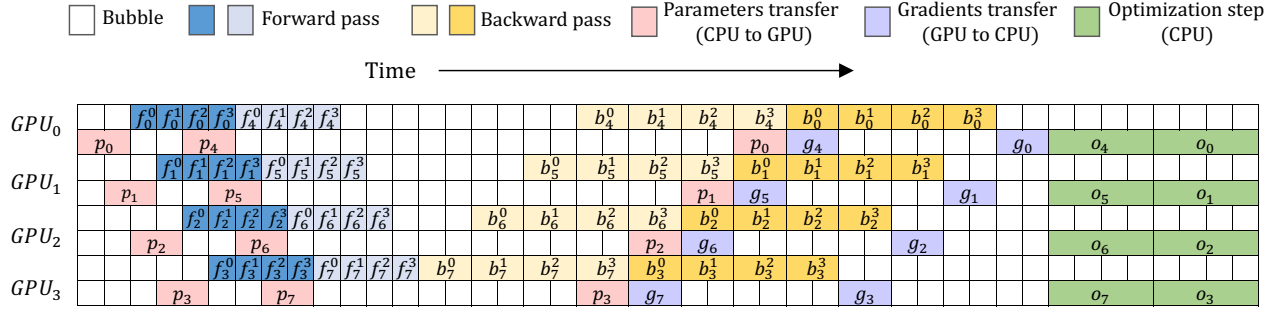 Bubble Forward pass Backward pass Parameters transfer (CPU to GPU) Gradients transfer (GPU to CPU) Optimization step (CPU)
Time
GPU₀ f₀⁰ f₀¹ f₀² f₀³ f₄⁰ f₄¹ f₄² f₄³ b₄⁰ b₄¹ b₄² b₄³ b₀⁰ b₀¹ b₀² b₀³
p₀ p₄ p₀ g₄ g₀ o₄ o₀
GPU₁ f₁⁰ f₁¹ f₁² f₁³ f₅⁰ f₅¹ f₅² f₅³ b₅⁰ b₅¹ b₅² b₅³ b₁⁰ b₁¹ b₁² b₁³
p₁ p₅ p₁ g₅ g₁ o₅ o₁
GPU₂ f₂⁰ f₂¹ f₂² f₂³ f₆⁰ f₆¹ f₆² f₆³ b₆⁰ b₆¹ b₆² b₆³ b₂⁰ b₂¹ b₂² b₂³
p₂ p₆ p₂ g₆ g₂ o₆ o₂
GPU₃ f₃⁰ f₃¹ f₃² f₃³ f₇⁰ f₇¹ f₇² f₇³ b₇⁰ b₇¹ b₇² b₇³ b₃⁰ b₃¹ b₃² b₃³
p₃ p₇ p₃ g₇ g₃ o₇ o₃